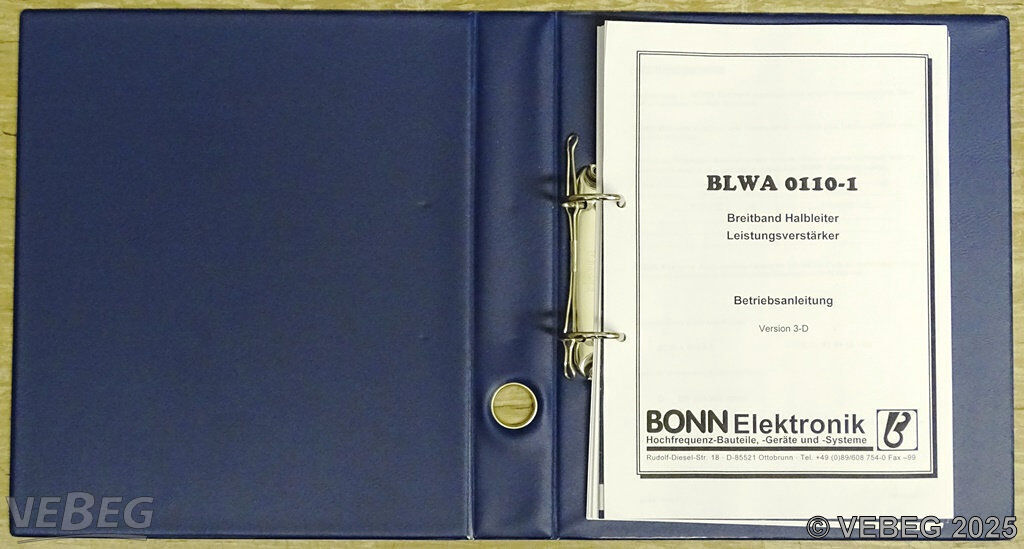 BLWA 0110-1
Breitband Halbleiter
Leistungsverstärker
Betriebsanleitung
Version 3-D
BONN Elektronik
Hochfrequenz-Bauteile, -Geräte und -Systeme
Rudolf-Diesel-Str. 18 · D-85521 Ottobrunn · Tel. +49 (0)89/608 754-0 Fax –99
VEBEG
© VEBEG 2025